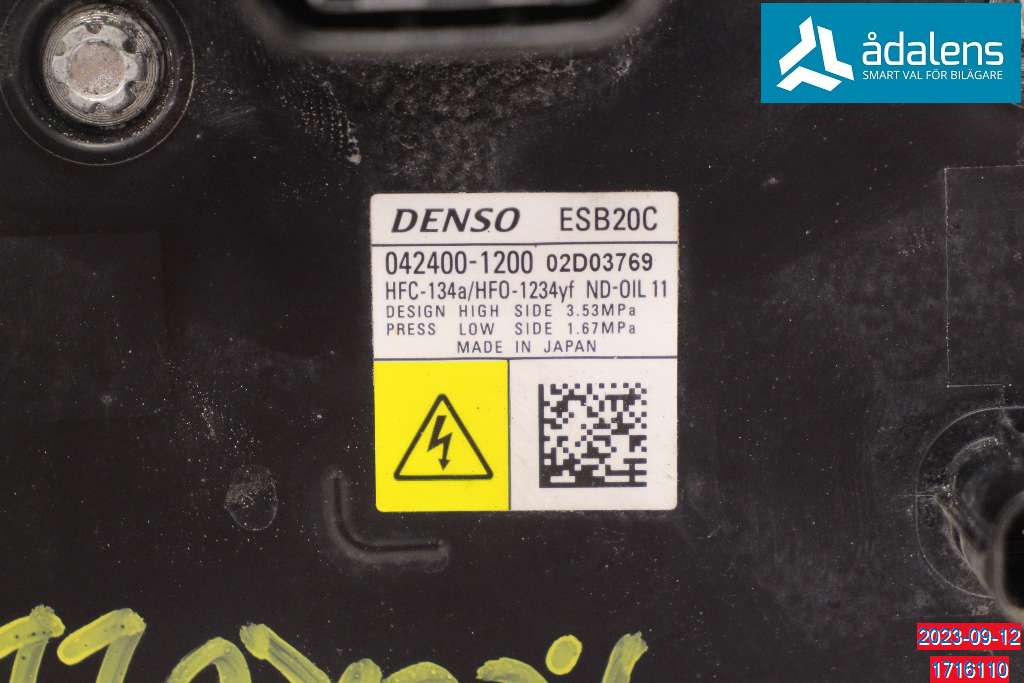 ådalens
SMART VAL FÖR BILÄGARE
DENSO ESB20C
042400-1200 02D03769
HFC-134a/HFO-1234yf ND-OIL 11
DESIGN HIGH SIDE 3.53MPa
PRESS LOW SIDE 1.67MPa
MADE IN JAPAN
2023-09-12
1716110